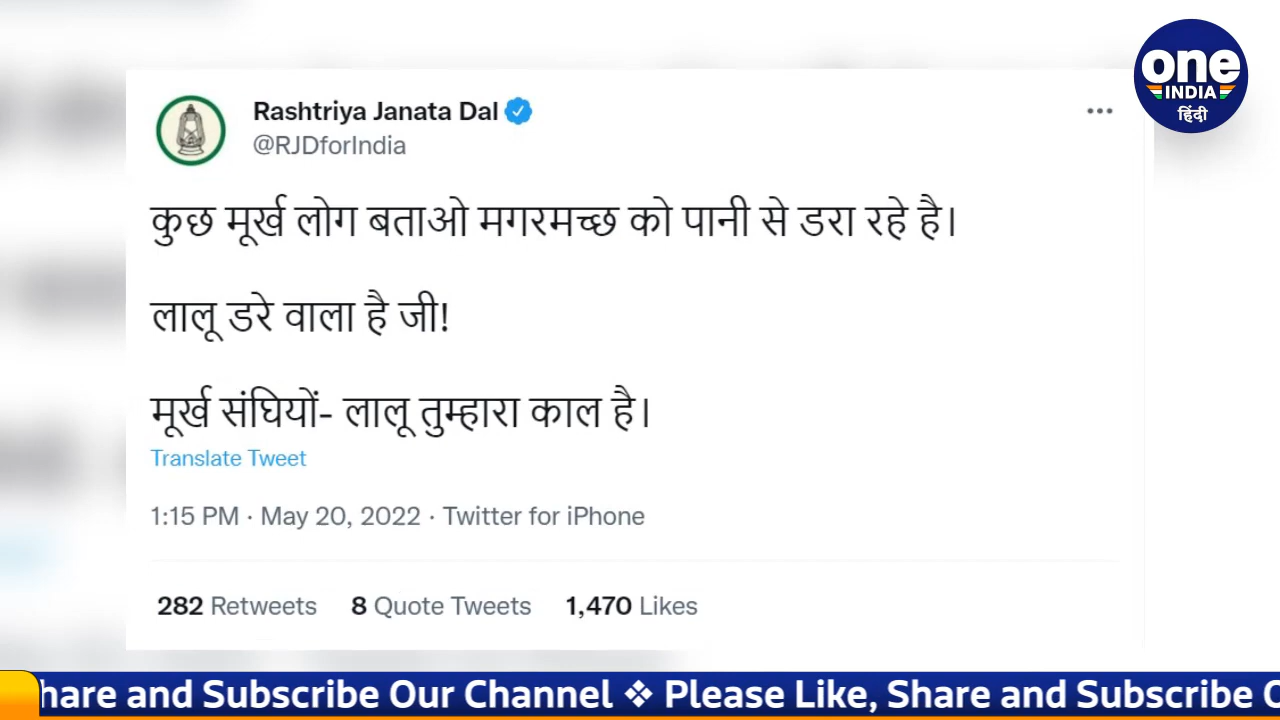 one
INDIA
हिंदी
Rashtriya Janata Dal
@RJDforIndia
कुछ मूर्ख लोग बताओ मगरमच्छ को पानी से डरा रहे है।
लालू डरे वाला है जी!
मूर्ख संघियों- लालू तुम्हारा काल है।
Translate Tweet
1:15 PM · May 20, 2022 · Twitter for iPhone
282 Retweets 8 Quote Tweets 1,470 Likes
hare and Subscribe Our Channel ❖ Please Like, Share and Subscribe